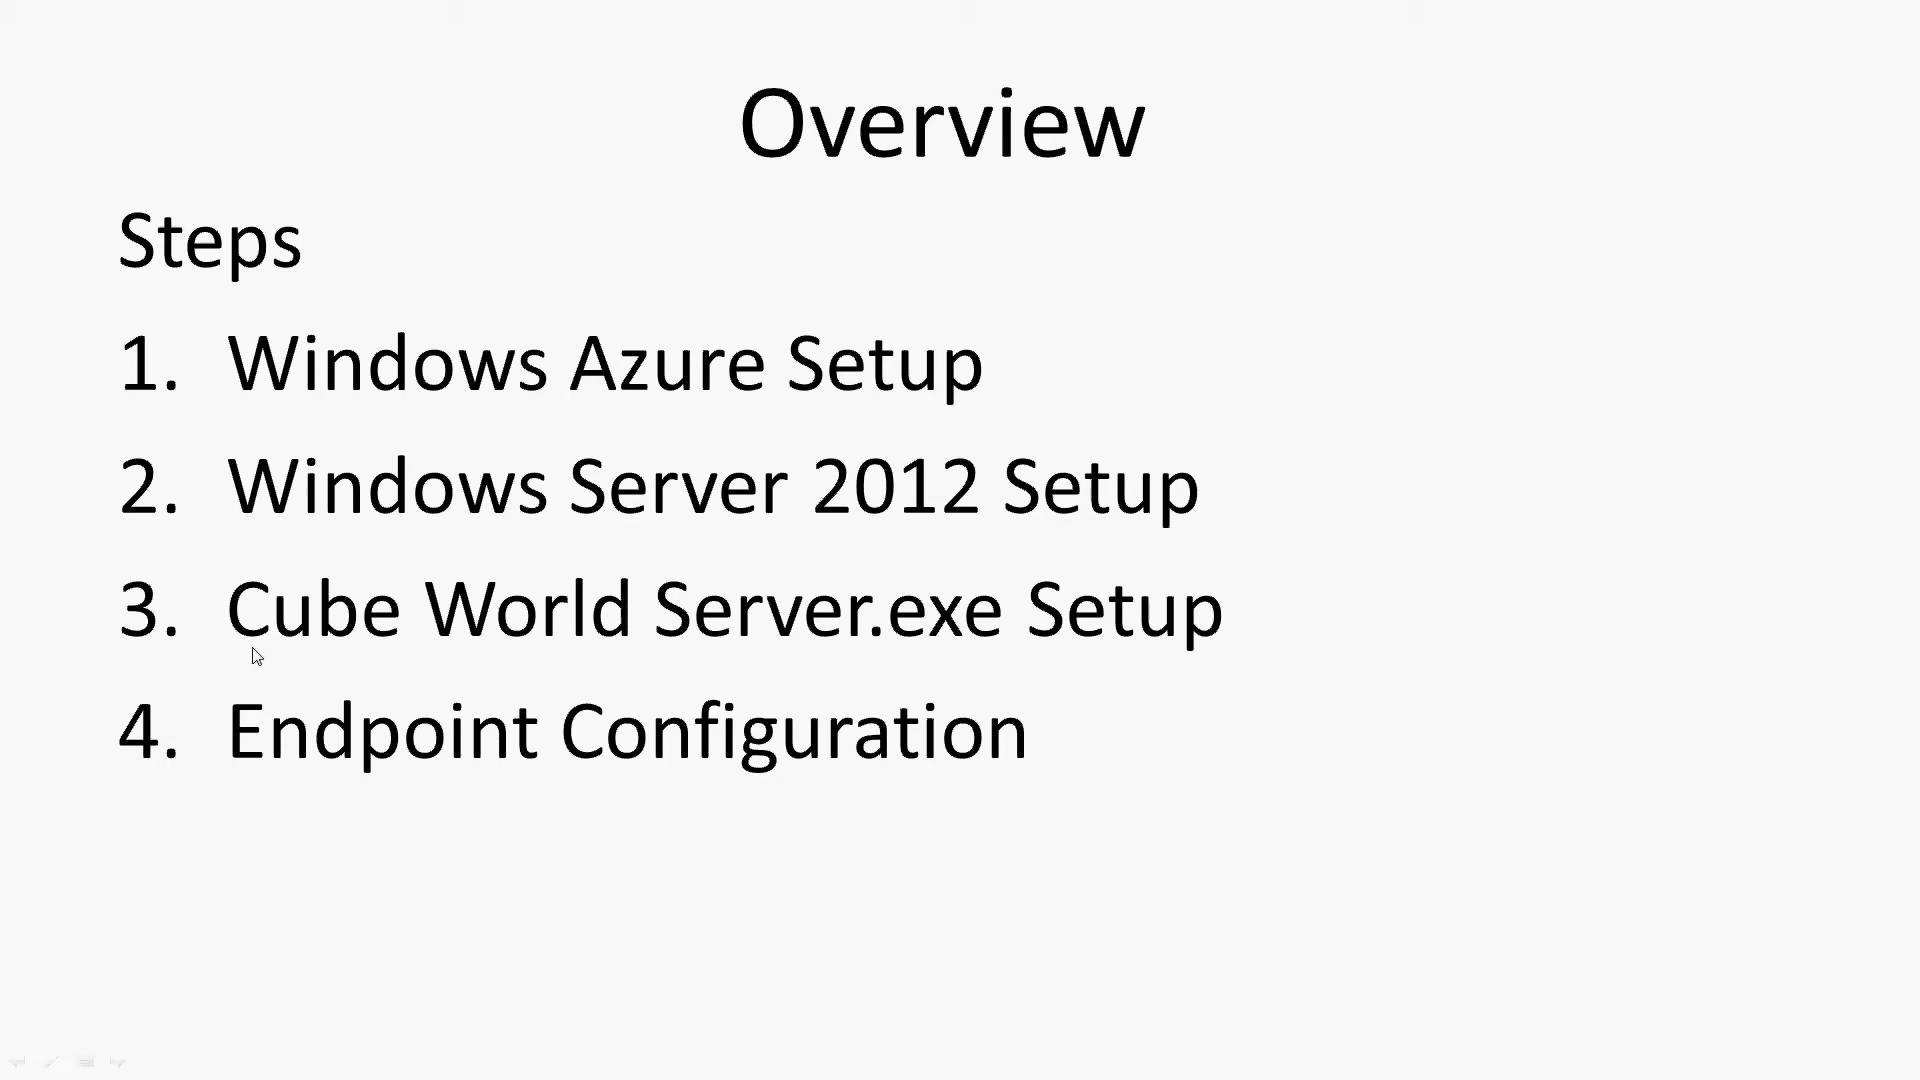 Overview
Steps
1. Windows Azure Setup
2. Windows Server 2012 Setup
3. Cube World Server.exe Setup
4. Endpoint Configuration